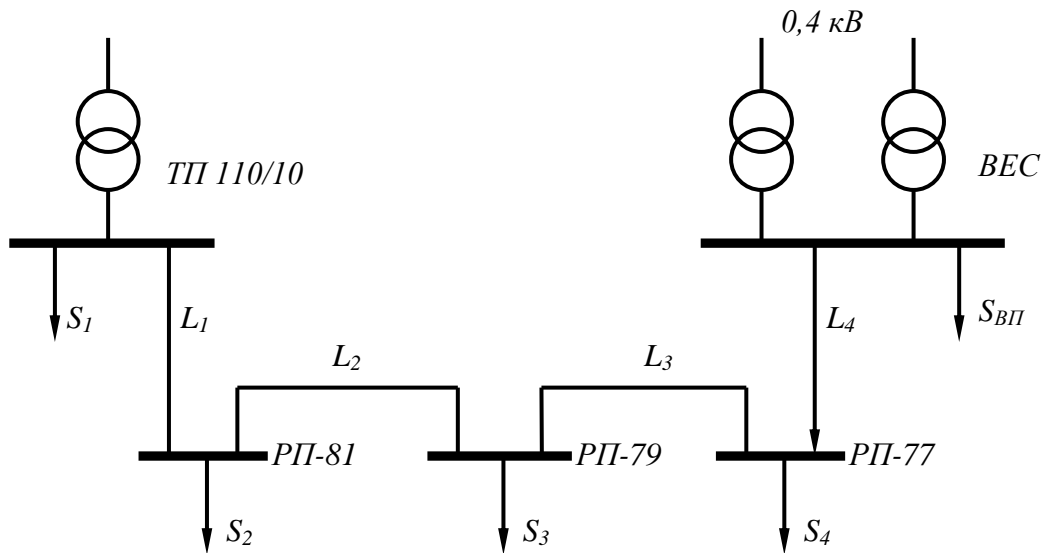 0,4 кВ
ТП 110/10
ВЕС
S1
L1
L4
SВП
L2
L3
РП-81
РП-79
РП-77
S2
S3
S4